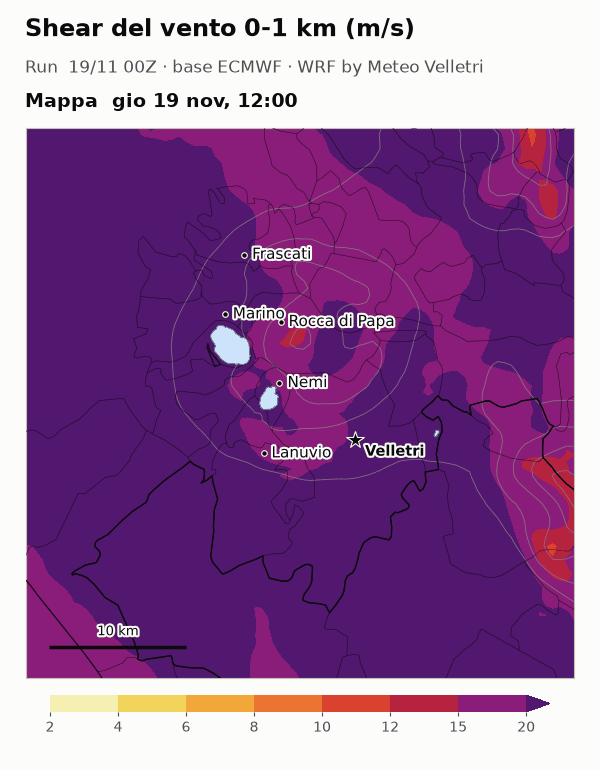 Shear del vento 0-1 km (m/s)
Run  19/11 00Z · base ECMWF · WRF by Meteo Velletri
Mappa  gio 19 nov, 12:00
Frascati
Marino
Rocca di Papa
Nemi
Velletri
Lanuvio
10 km
2 4 6 8 10 12 15 20